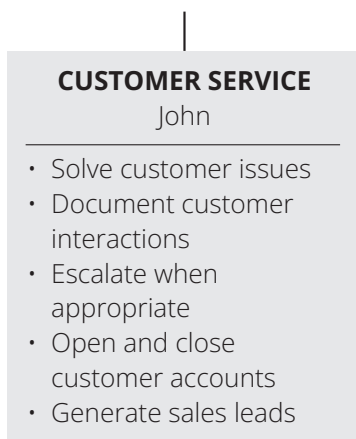 CUSTOMER SERVICE
John
• Solve customer issues
• Document customer
interactions
• Escalate when
appropriate
• Open and close
customer accounts
• Generate sales leads